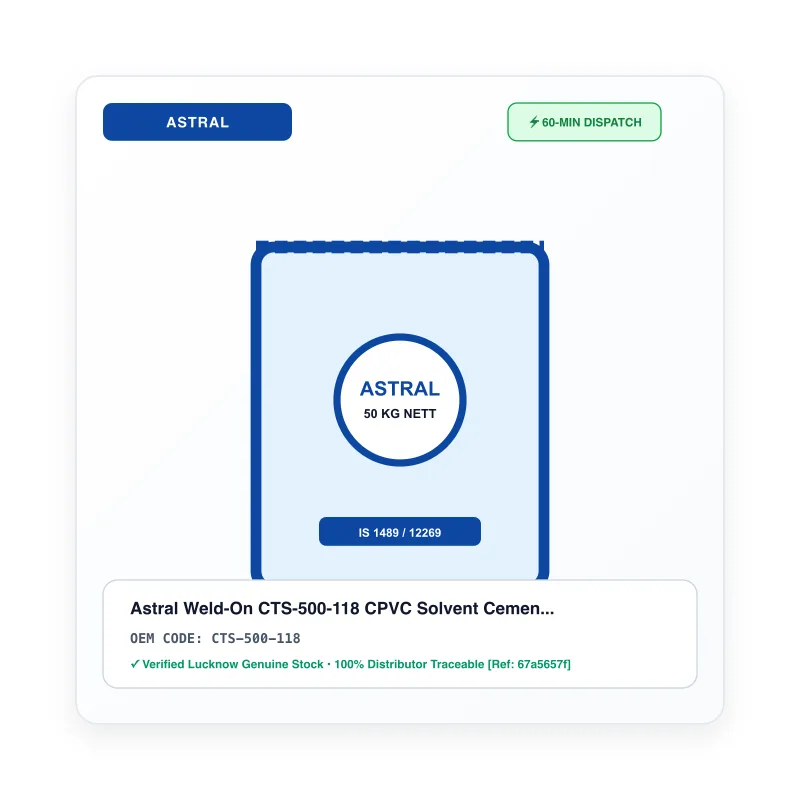 ASTRAL
⚡ 60-MIN DISPATCH
ASTRAL
50 KG NETT
IS 1489 / 12269
Astral Weld-On CTS-500-118 CPVC Solvent Cemen...
OEM CODE: CTS-500-118
✓ Verified Lucknow Genuine Stock · 100% Distributor Traceable [Ref: 67a5657f]